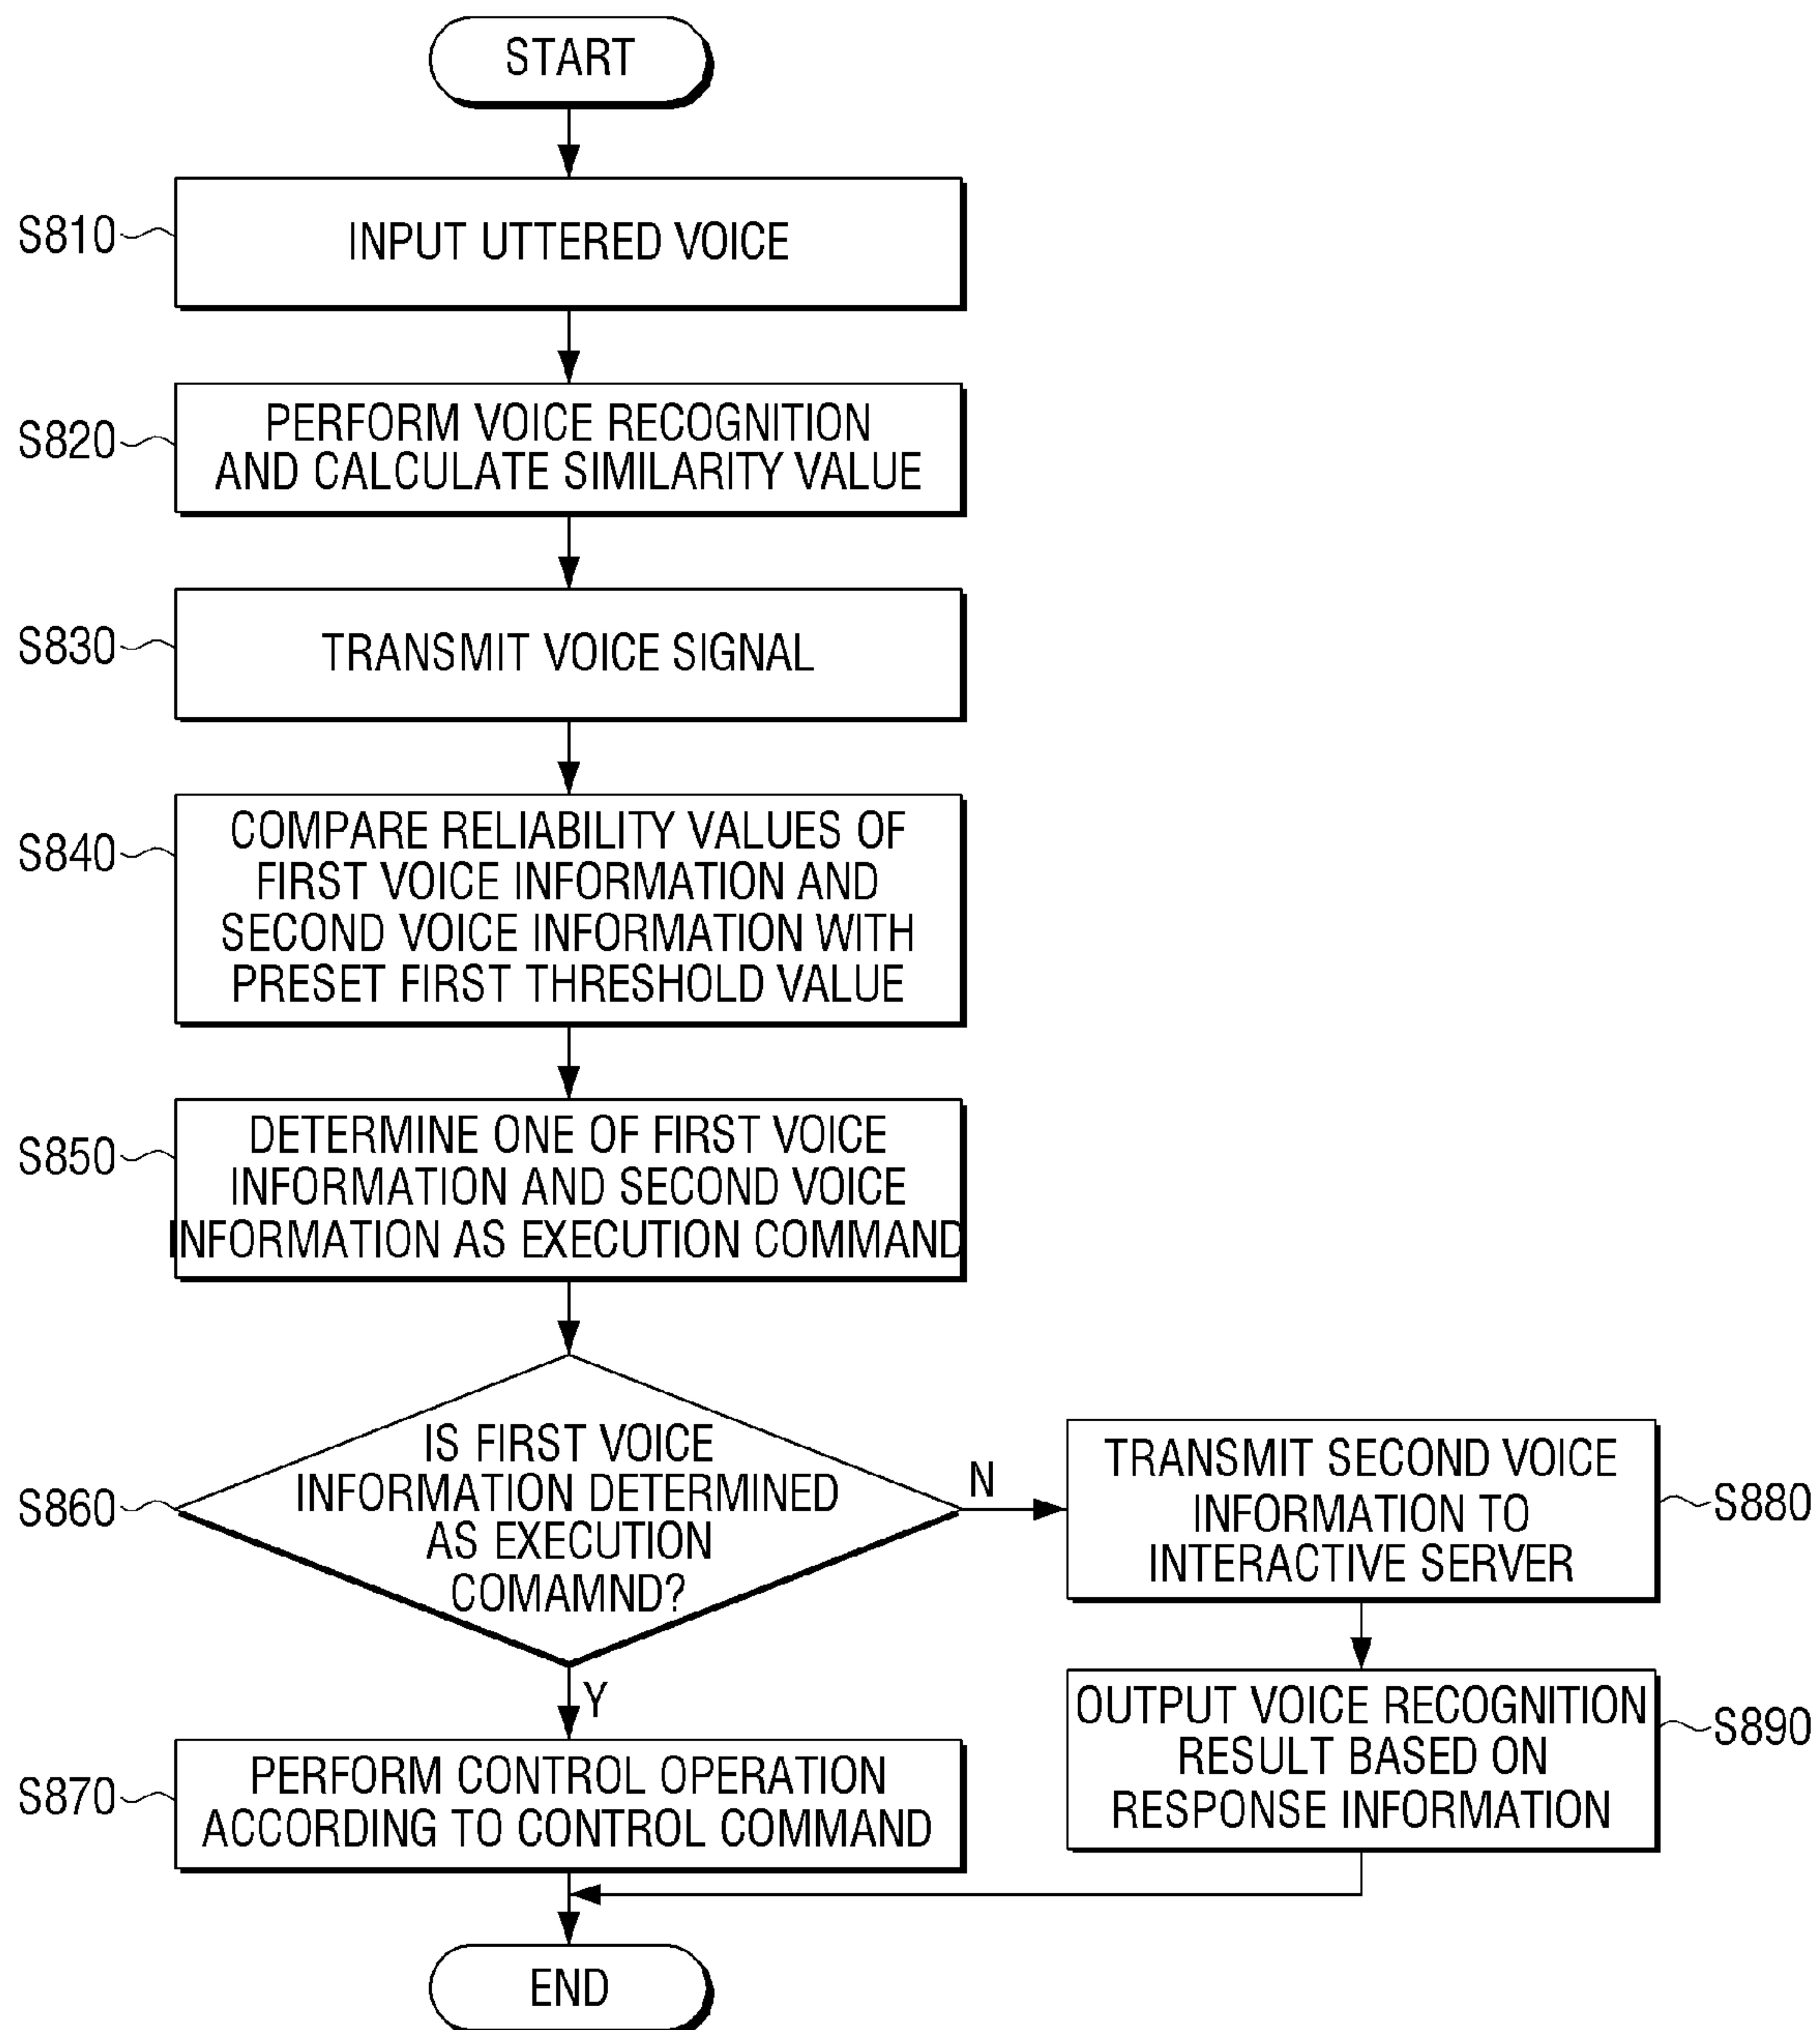 START
S810
INPUT UTTERED VOICE
S820
PERFORM VOICE RECOGNITION
AND CALCULATE SIMILARITY VALUE
S830
TRANSMIT VOICE SIGNAL
S840
COMPARE RELIABILITY VALUES OF
FIRST VOICE INFORMATION AND
SECOND VOICE INFORMATION WITH
PRESET FIRST THRESHOLD VALUE
S850
DETERMINE ONE OF FIRST VOICE
INFORMATION AND SECOND VOICE
INFORMATION AS EXECUTION COMMAND
S860
IS FIRST VOICE
INFORMATION DETERMINED
AS EXECUTION
COMAMND?
N
TRANSMIT SECOND VOICE
INFORMATION TO
INTERACTIVE SERVER
S880
Y
S870
PERFORM CONTROL OPERATION
ACCORDING TO CONTROL COMMAND
OUTPUT VOICE RECOGNITION
RESULT BASED ON
RESPONSE INFORMATION
S890
END